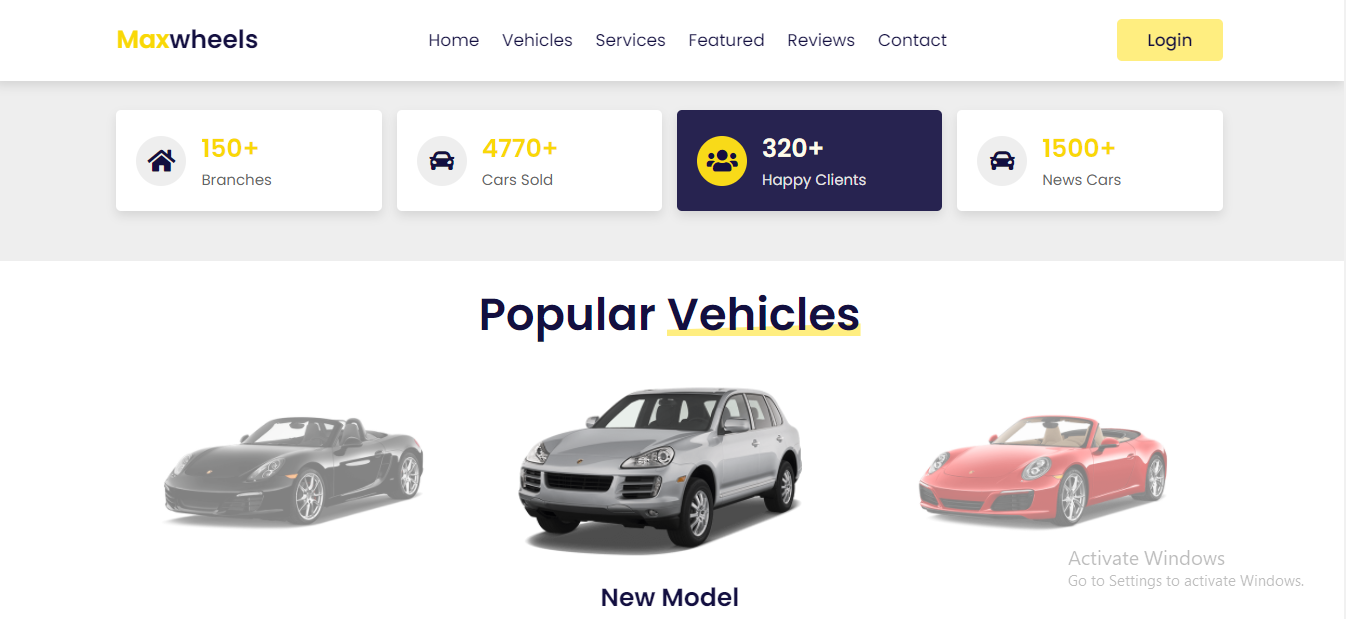 Maxwheels
Home Vehicles Services Featured Reviews Contact
Login
150+
Branches
4770+
Cars Sold
320+
Happy Clients
1500+
News Cars
Popular Vehicles
New Model
Activate Windows
Go to Settings to activate Windows.